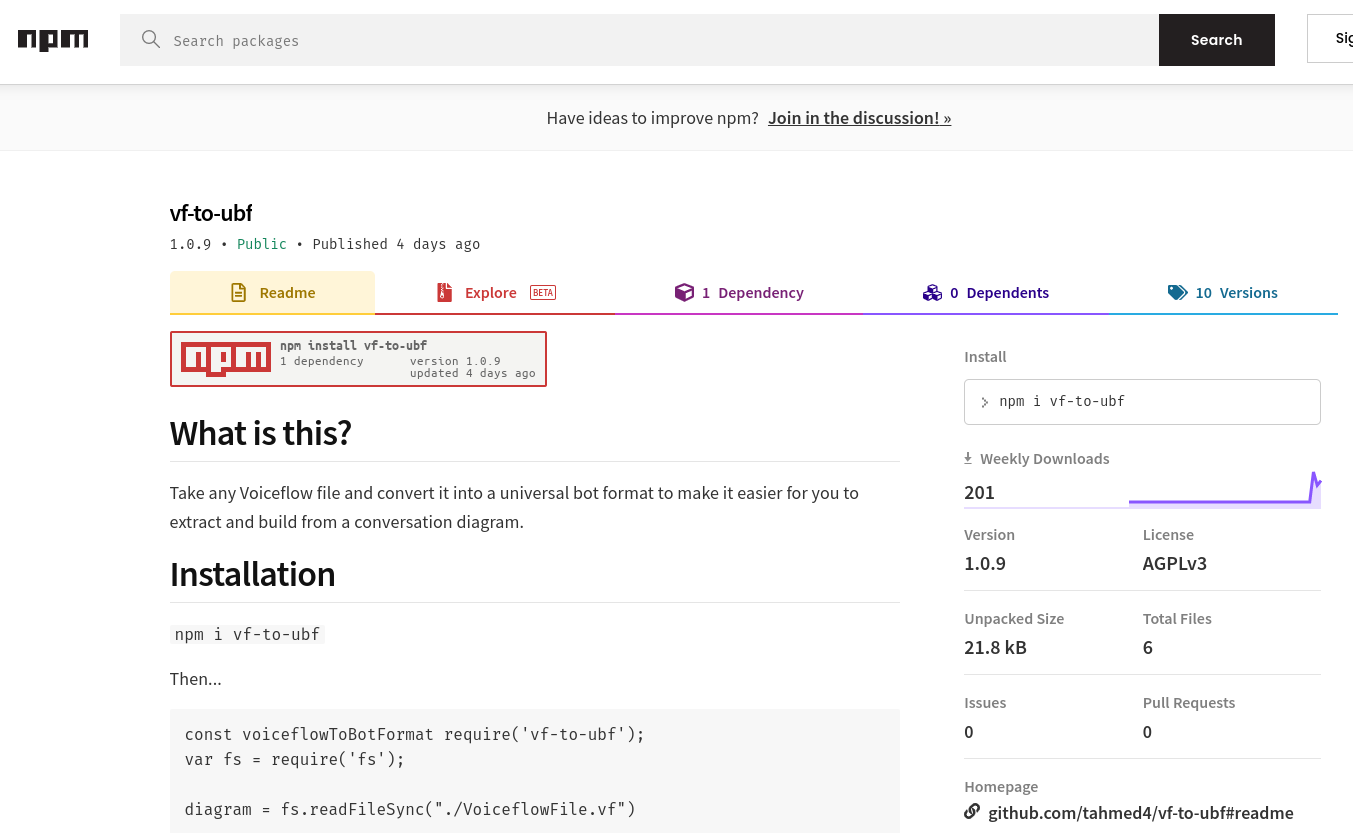 npm
Search packages
Search
Sig
Have ideas to improve npm? Join in the discussion! »
vf-to-ubf
1.0.9 • Public • Published 4 days ago
Readme
Explore BETA
1 Dependency
0 Dependents
10 Versions
npm
npm install vf-to-ubf
1 dependency version 1.0.9
updated 4 days ago
What is this?
Take any Voiceflow file and convert it into a universal bot format to make it easier for you to
extract and build from a conversation diagram.
Installation
npm i vf-to-ubf
Then...
const voiceflowToBotFormat require('vf-to-ubf');
var fs = require('fs');
diagram = fs.readFileSync("./VoiceflowFile.vf")
Install
npm i vf-to-ubf
Weekly Downloads
201
Version
1.0.9
License
AGPLv3
Unpacked Size
21.8 kB
Total Files
6
Issues
0
Pull Requests
0
Homepage
github.com/tahmed4/vf-to-ubf#readme